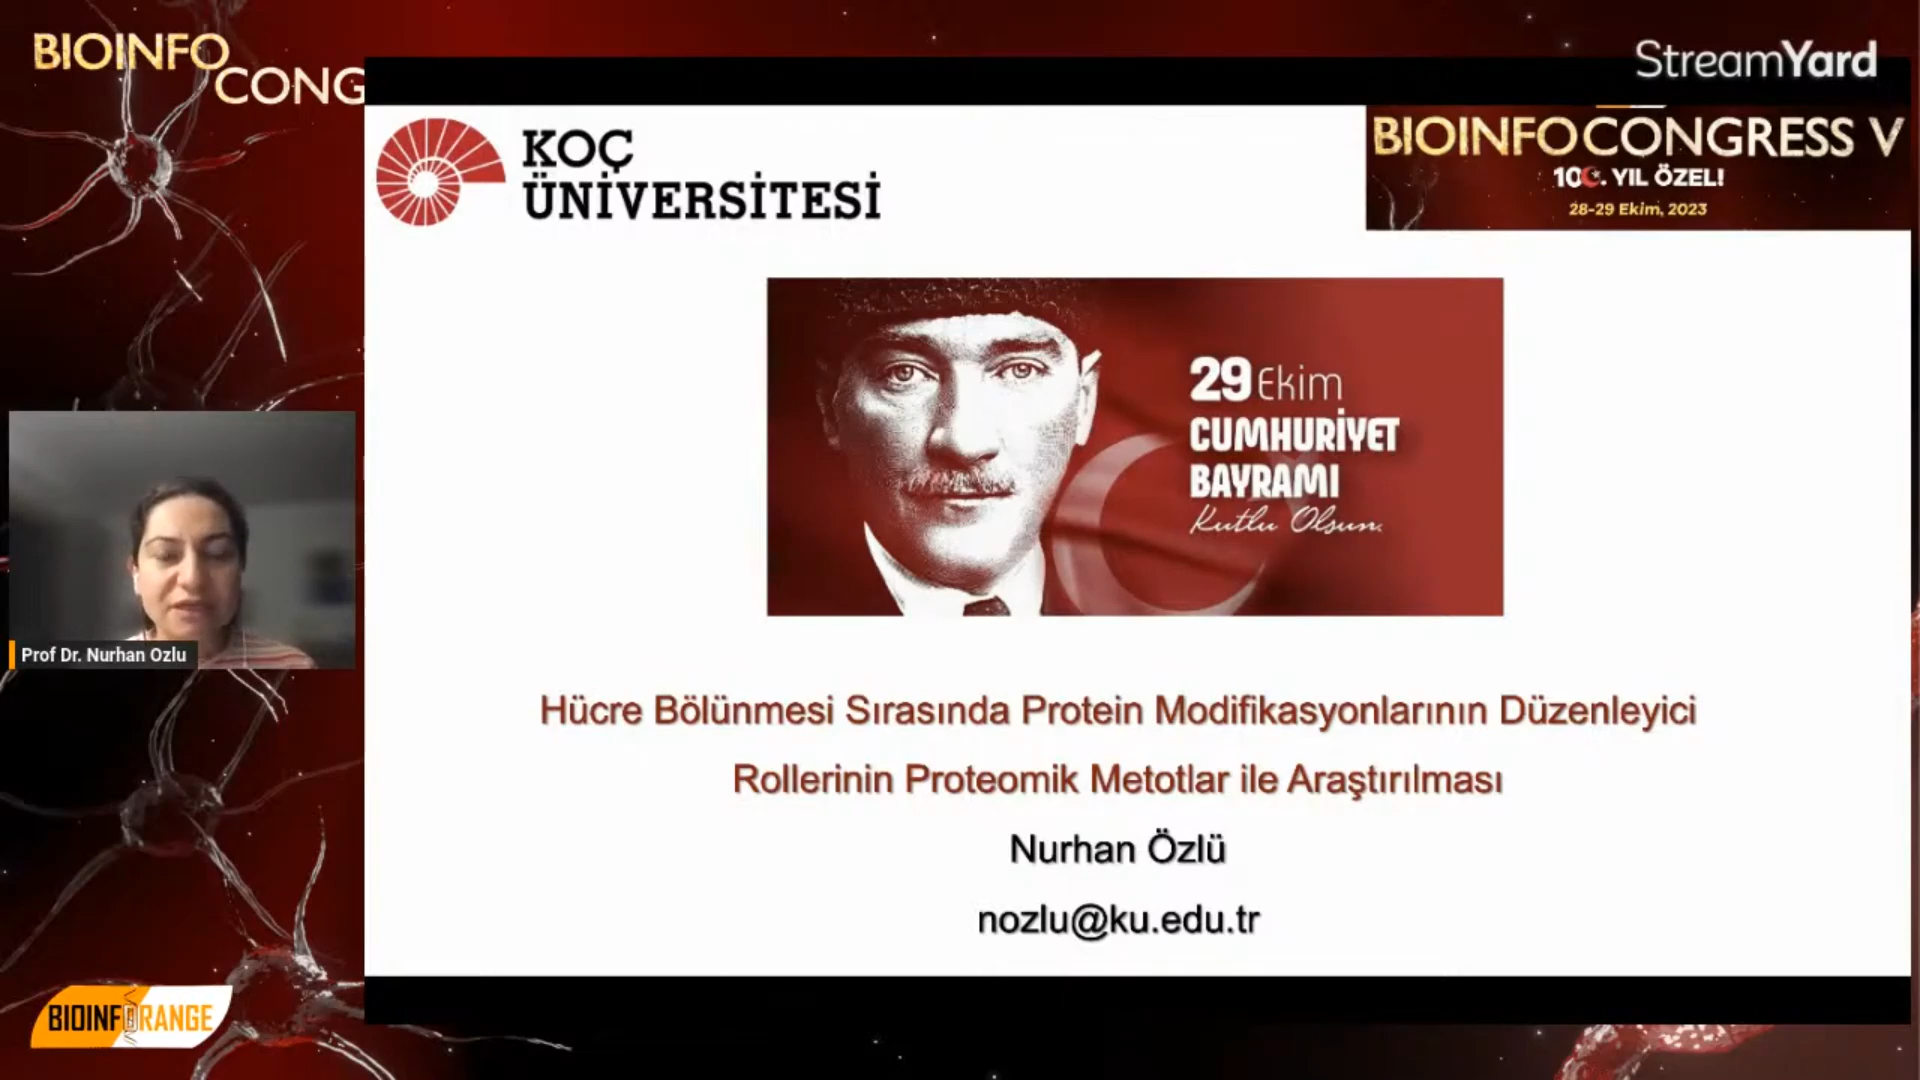 BIOINFO
CONG
StreamYard
KOÇ
ÜNİVERSİTESİ
BIOINFOCONGRESS V
100. YIL ÖZEL!
28-29 Ekim, 2023
29 Ekim
CUMHURİYET
BAYRAMI
Kutlu Olsun.
Prof Dr. Nurhan Ozlu
Hücre Bölünmesi Sırasında Protein Modifikasyonlarının Düzenleyici
Rollerinin Proteomik Metotlar ile Araştırılması
Nurhan Özlü
nozlu@ku.edu.tr
BIOINFORANGE